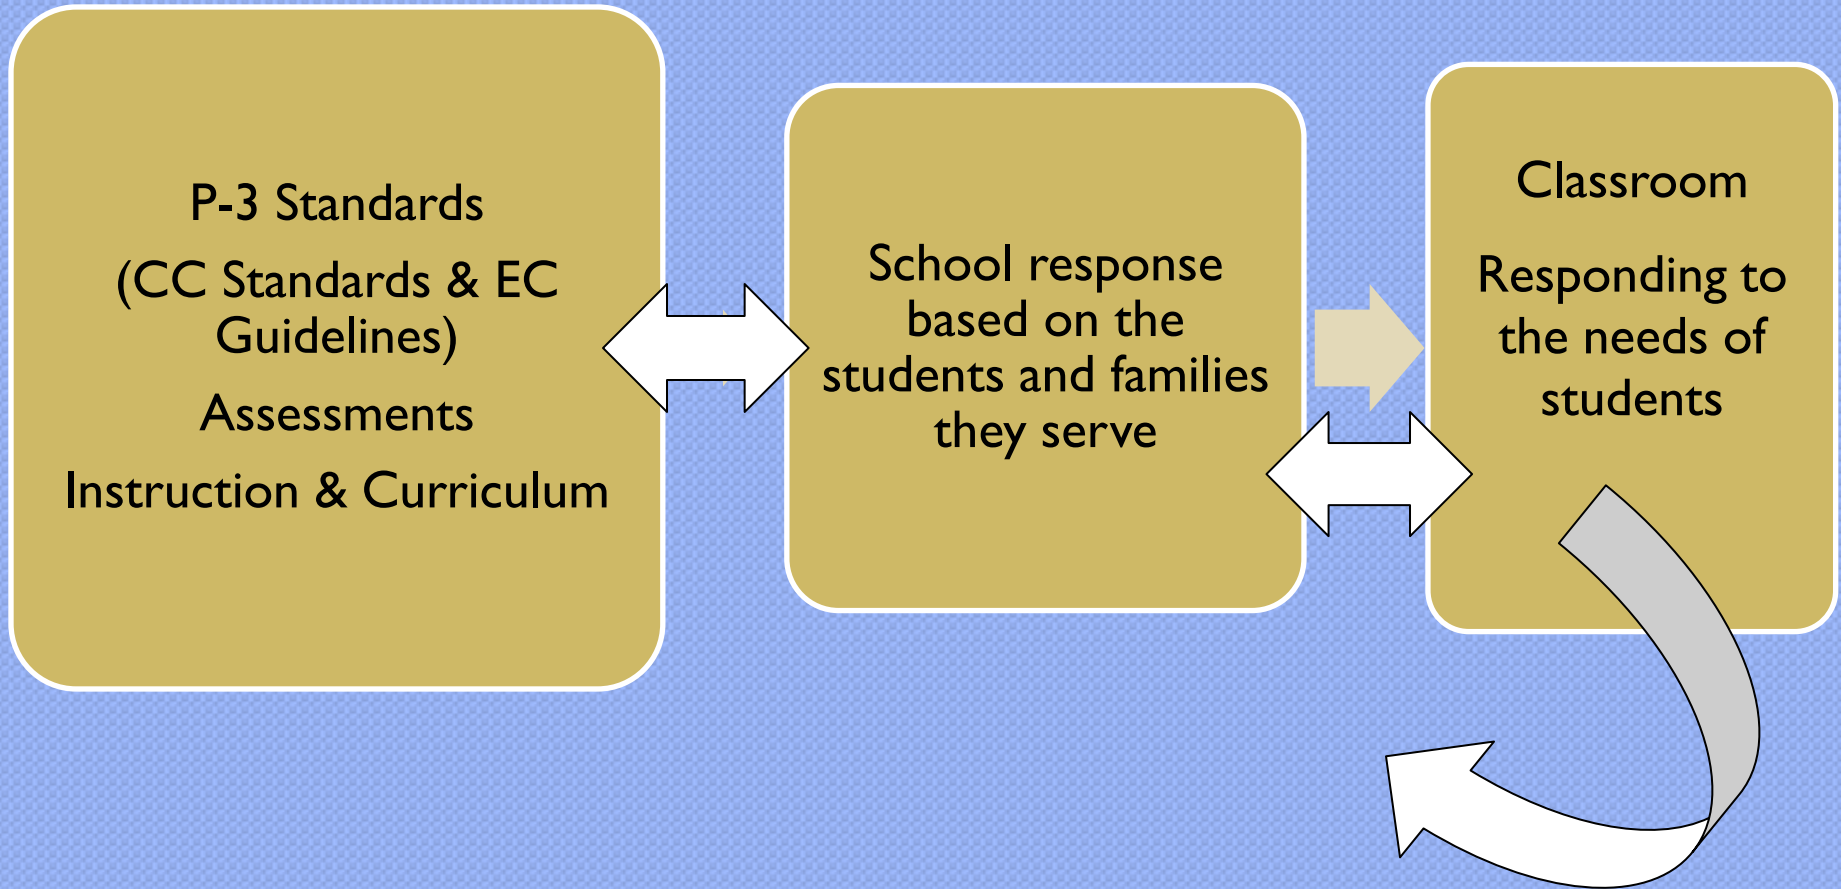 P-3 Standards
(CC Standards & EC
Guidelines)
Assessments
Instruction & Curriculum
School response
based on the
students and families
they serve
Classroom
Responding to
the needs of
students